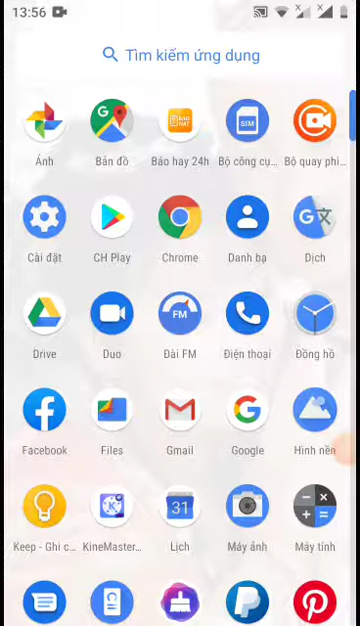 13:56
Tìm kiếm ứng dụng
Ảnh
Bản đồ
Báo hay 24h
Bộ công cụ...
Bộ quay phi...
Cài đặt
CH Play
Chrome
Danh bạ
Dịch
Drive
Duo
Đài FM
Điện thoại
Đồng hồ
Facebook
Files
Gmail
Google
Hình nền
Keep - Ghi c...
KineMaster...
Lịch
Máy ảnh
Máy tính